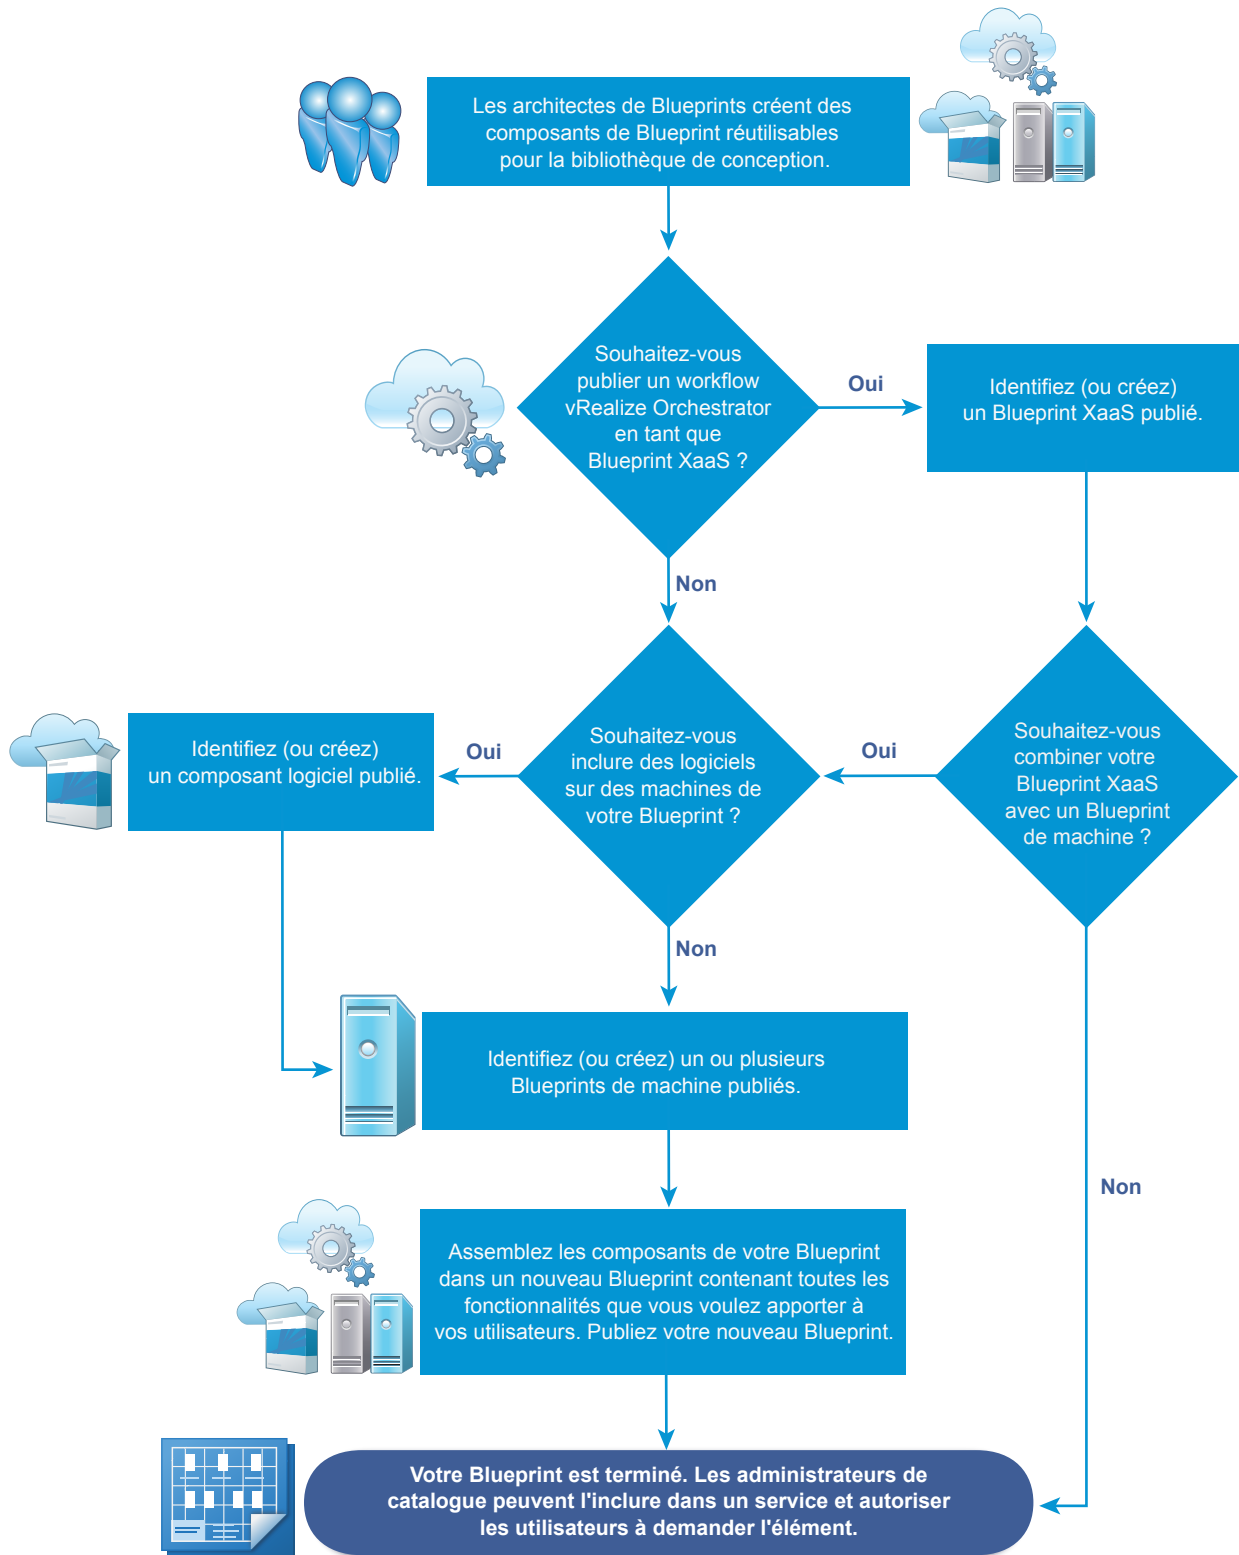 Les architectes de Blueprints créent des
composants de Blueprint réutilisables
pour la bibliothèque de conception.
Souhaitez-vous
publier un workflow
vRealize Orchestrator
en tant que
Blueprint XaaS ?
Oui
Identifiez (ou créez)
un Blueprint XaaS publié.
Non
Identifiez (ou créez)
un composant logiciel publié.
Oui
Souhaitez-vous
inclure des logiciels
sur des machines de
votre Blueprint ?
Oui
Souhaitez-vous
combiner votre
Blueprint XaaS
avec un Blueprint
de machine ?
Non
Identifiez (ou créez) un ou plusieurs
Blueprints de machine publiés.
Non
Assemblez les composants de votre Blueprint
dans un nouveau Blueprint contenant toutes les
fonctionnalités que vous voulez apporter à
vos utilisateurs. Publiez votre nouveau Blueprint.
Votre Blueprint est terminé. Les administrateurs de
catalogue peuvent l'inclure dans un service et autoriser
les utilisateurs à demander l'élément.